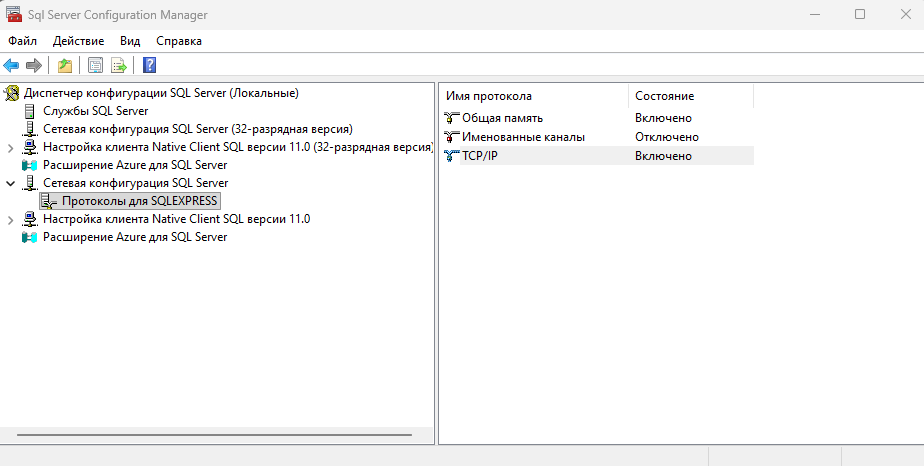 Sql Server Configuration Manager
Файл Действие Вид Справка
Диспетчер конфигурации SQL Server (Локальные)
Службы SQL Server
Сетевая конфигурация SQL Server (32-разрядная версия)
Настройка клиента Native Client SQL версии 11.0 (32-разрядная версия)
Расширение Azure для SQL Server
Сетевая конфигурация SQL Server
Протоколы для SQLEXPRESS
Настройка клиента Native Client SQL версии 11.0
Расширение Azure для SQL Server
Имя протокола Состояние
Общая память Включено
Именованные каналы Отключено
TCP/IP Включено